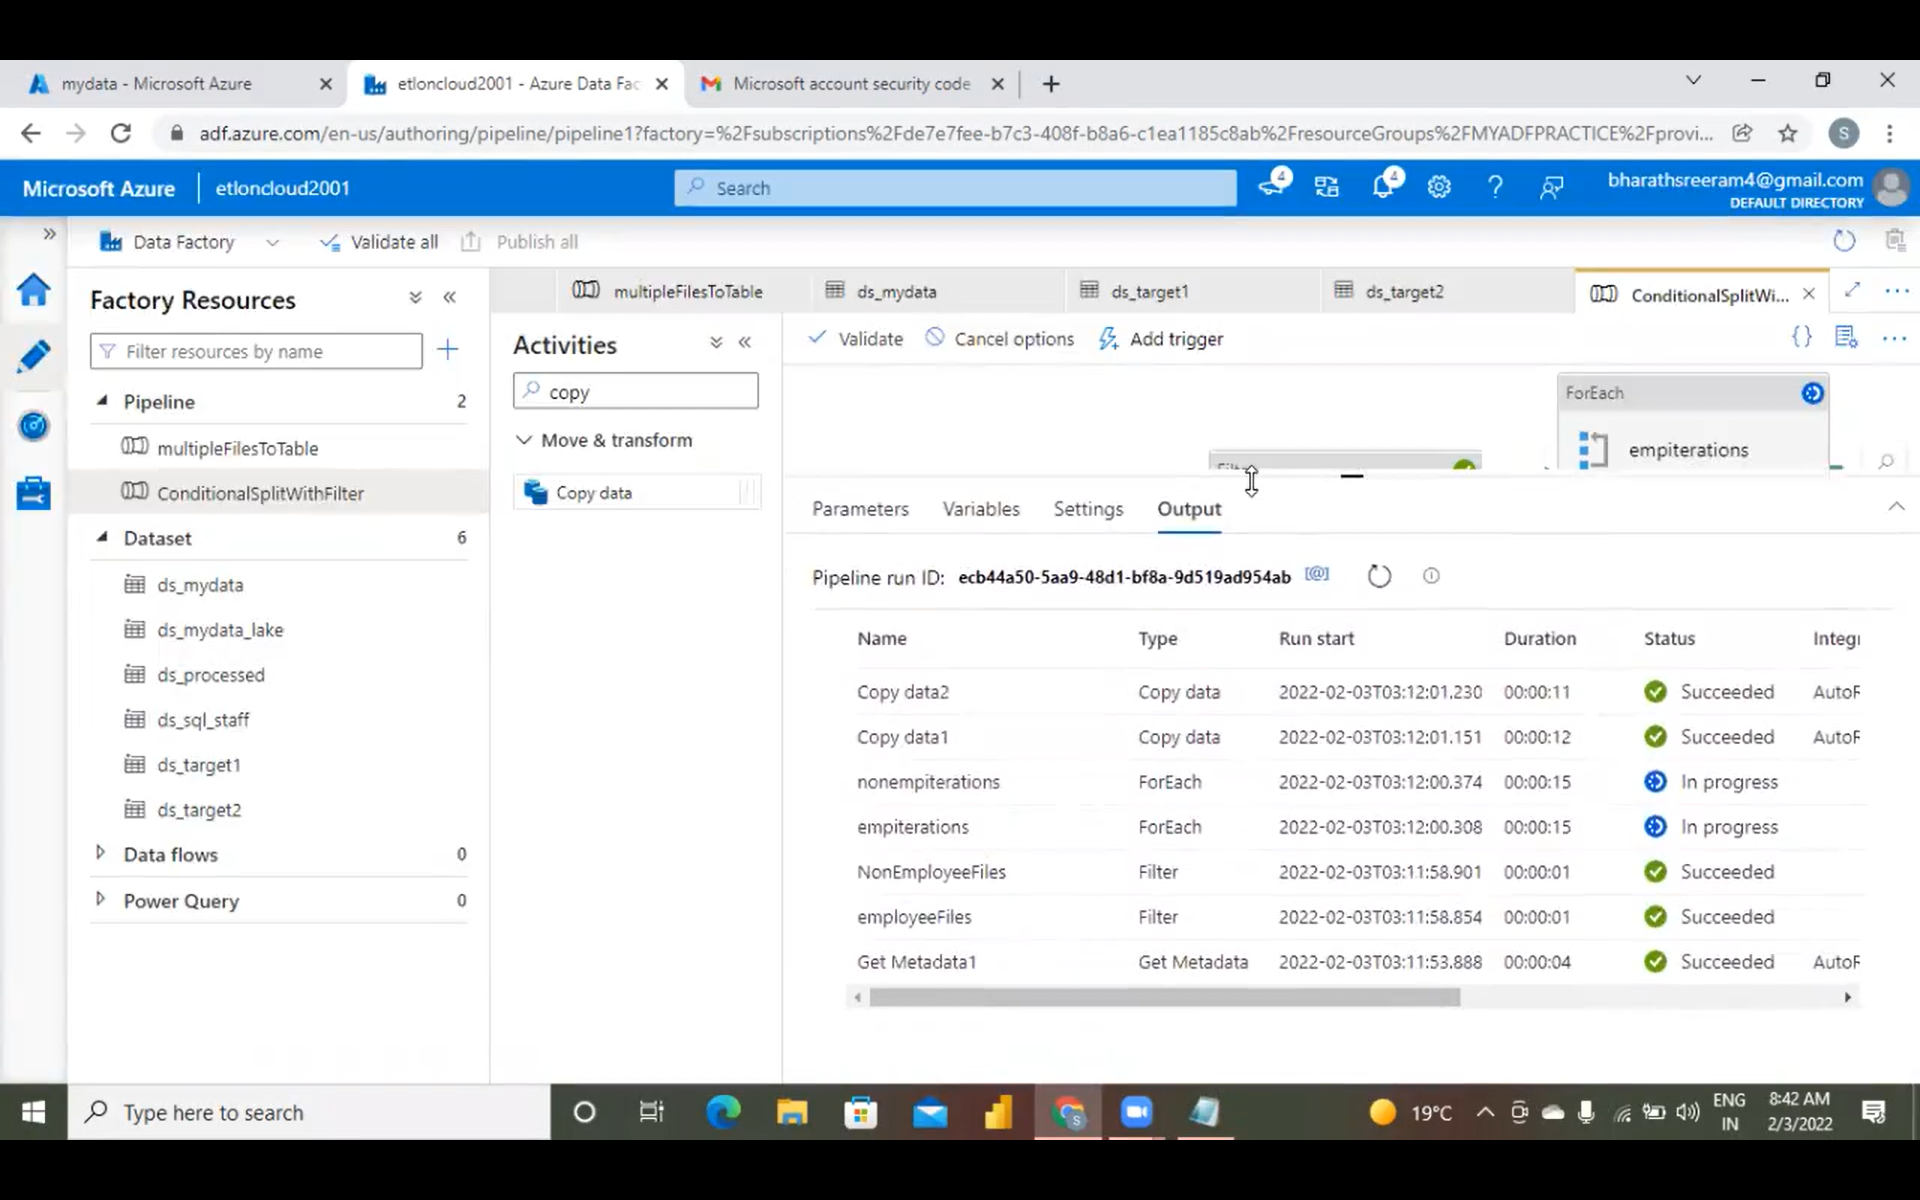 mydata - Microsoft Azure
etloncloud2001 - Azure Data Fac
Microsoft account security code
adf.azure.com/en-us/authoring/pipeline/pipeline1?factory=%2Fsubscriptions%2Fde7e7fee-b7c3-408f-b8a6-c1ea1185c8ab%2FresourceGroups%2FMYADFPRACTICE%2Fprovi...
S
Microsoft Azure
etloncloud2001
Search
4
4
bharathsreeram4@gmail.com
DEFAULT DIRECTORY
Data Factory
Validate all
Publish all
Factory Resources
Filter resources by name
Pipeline 2
multipleFilesToTable
ConditionalSplitWithFilter
Dataset 6
ds_mydata
ds_mydata_lake
ds_processed
ds_sql_staff
ds_target1
ds_target2
Data flows 0
Power Query 0
multipleFilesToTable
ds_mydata
ds_target1
ds_target2
ConditionalSplitWi...
Activities
copy
Move & transform
Copy data
Validate
Cancel options
Add trigger
ForEach
empiterations
Filter
Parameters
Variables
Settings
Output
Pipeline run ID: ecb44a50-5aa9-48d1-bf8a-9d519ad954ab
Name Type Run start Duration Status Integr
Copy data2 Copy data 2022-02-03T03:12:01.230 00:00:11 Succeeded AutoR
Copy data1 Copy data 2022-02-03T03:12:01.151 00:00:12 Succeeded AutoR
nonempiterations ForEach 2022-02-03T03:12:00.374 00:00:15 In progress
empiterations ForEach 2022-02-03T03:12:00.308 00:00:15 In progress
NonEmployeeFiles Filter 2022-02-03T03:11:58.901 00:00:01 Succeeded
employeeFiles Filter 2022-02-03T03:11:58.854 00:00:01 Succeeded
Get Metadata1 Get Metadata 2022-02-03T03:11:53.888 00:00:04 Succeeded AutoR
Type here to search
19°C
ENG
IN
8:42 AM
2/3/2022